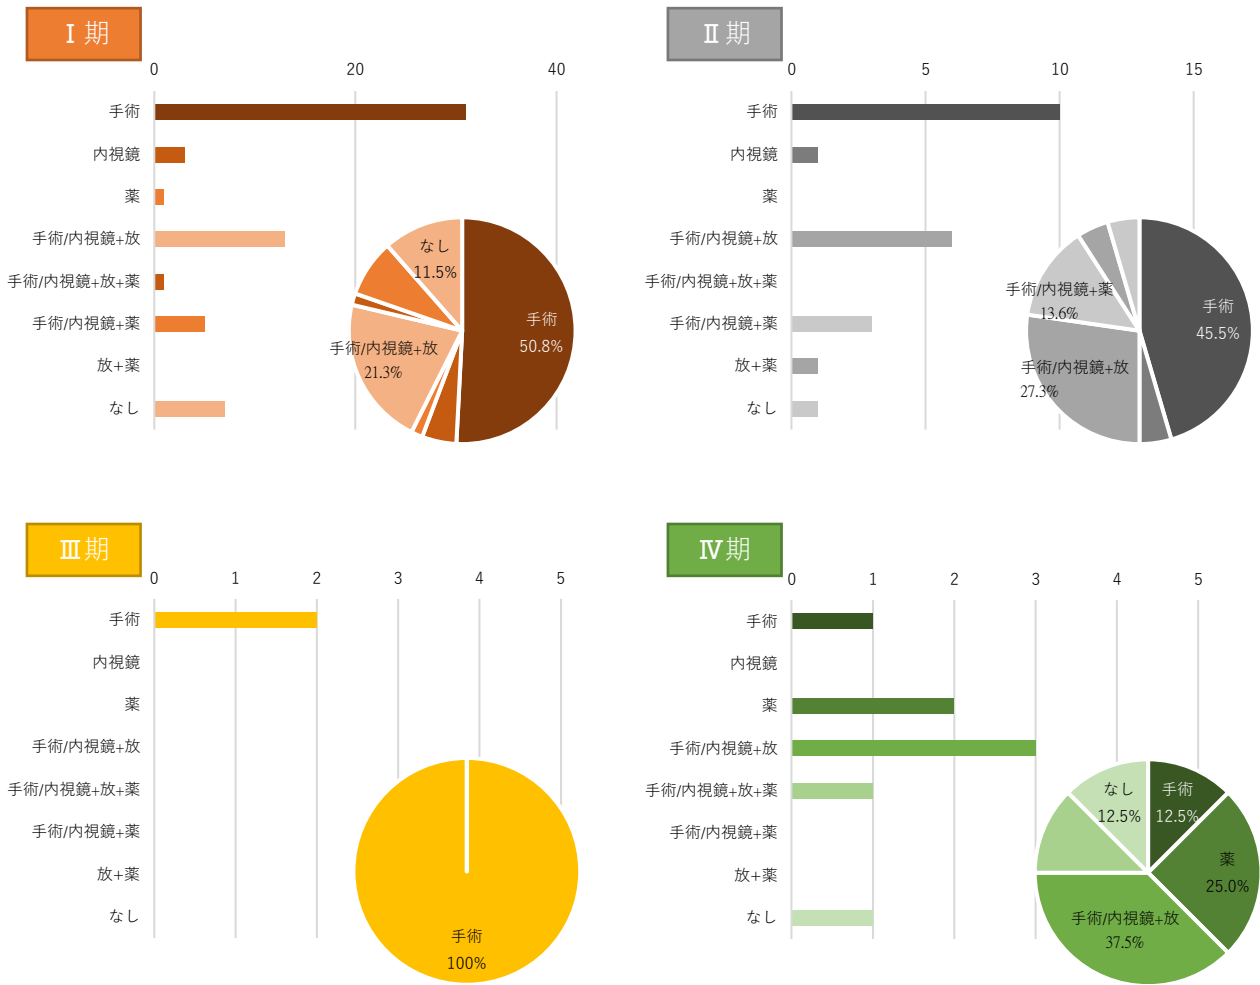 Ⅰ期
0 20 40
手術
内視鏡
薬
手術/内視鏡+放
手術/内視鏡+放+薬
手術/内視鏡+薬
放+薬
なし
なし
11.5%
手術
50.8%
手術/内視鏡+放
21.3%
Ⅱ期
0 5 10 15
手術
内視鏡
薬
手術/内視鏡+放
手術/内視鏡+放+薬
手術/内視鏡+薬
放+薬
なし
手術/内視鏡+薬
13.6%
手術
45.5%
手術/内視鏡+放
27.3%
Ⅲ期
0 1 2 3 4 5
手術
内視鏡
薬
手術/内視鏡+放
手術/内視鏡+放+薬
手術/内視鏡+薬
放+薬
なし
手術
100%
Ⅳ期
0 1 2 3 4 5
手術
内視鏡
薬
手術/内視鏡+放
手術/内視鏡+放+薬
手術/内視鏡+薬
放+薬
なし
なし
12.5%
手術
12.5%
薬
25.0%
手術/内視鏡+放
37.5%